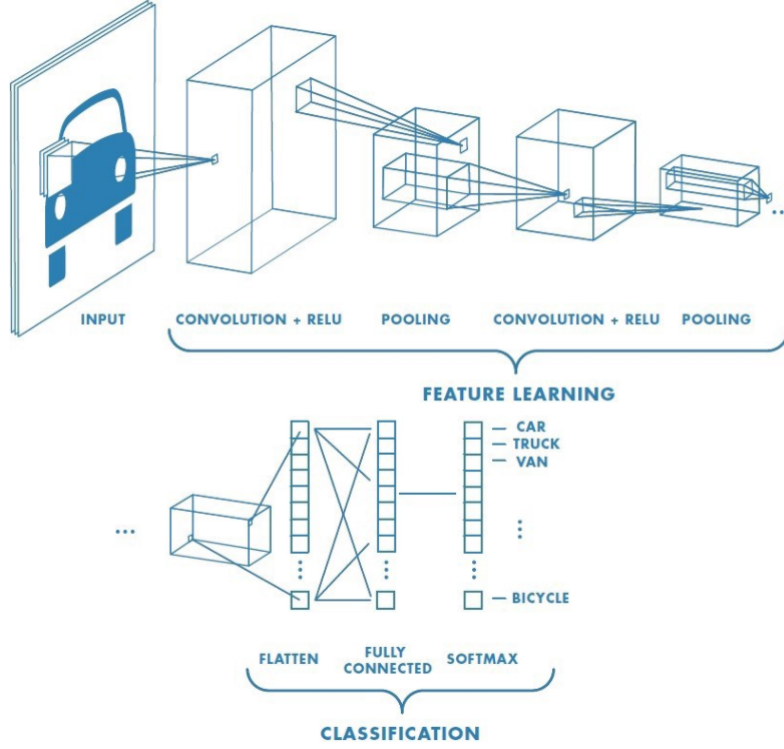 INPUT
CONVOLUTION + RELU
POOLING
CONVOLUTION + RELU
POOLING
FEATURE LEARNING
CAR
TRUCK
VAN
BICYCLE
FLATTEN
FULLY
CONNECTED
SOFTMAX
CLASSIFICATION